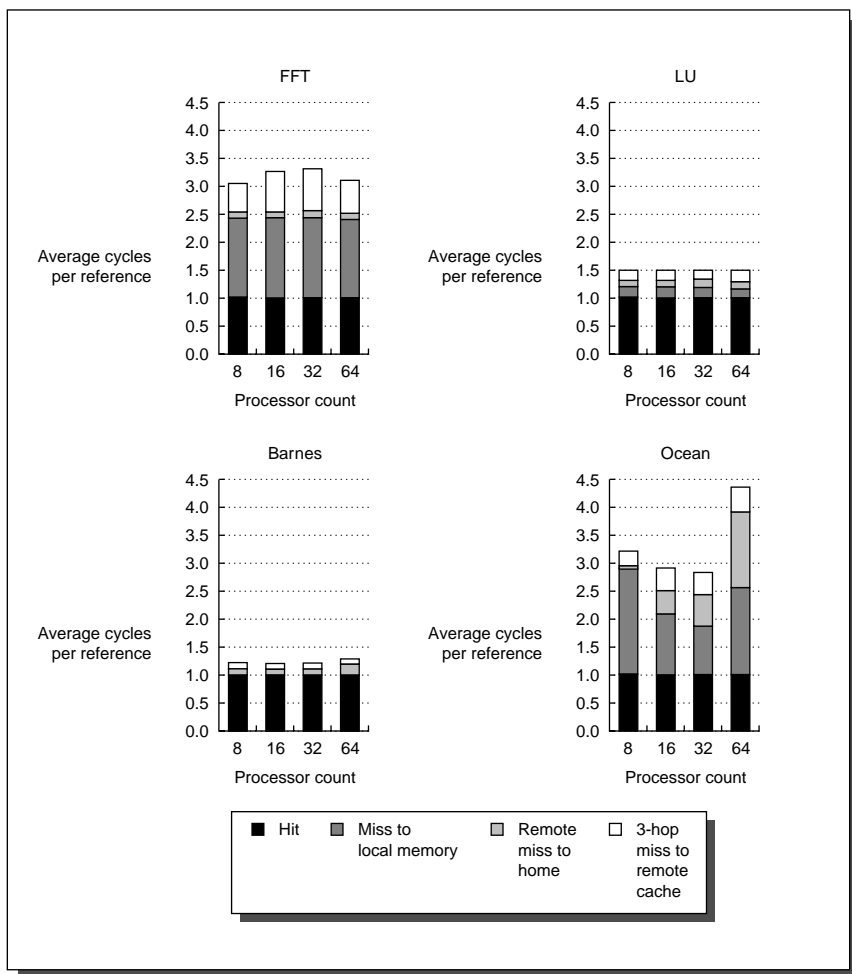 FFT
4.5
4.0
3.5
3.0
2.5
2.0
1.5
1.0
0.5
0.0
Average cycles
per reference
8 16 32 64
Processor count
LU
4.5
4.0
3.5
3.0
2.5
2.0
1.5
1.0
0.5
0.0
Average cycles
per reference
8 16 32 64
Processor count
Barnes
4.5
4.0
3.5
3.0
2.5
2.0
1.5
1.0
0.5
0.0
Average cycles
per reference
8 16 32 64
Processor count
Ocean
4.5
4.0
3.5
3.0
2.5
2.0
1.5
1.0
0.5
0.0
Average cycles
per reference
8 16 32 64
Processor count
Hit
Miss to
local memory
Remote
miss to
home
3-hop
miss to
remote
cache